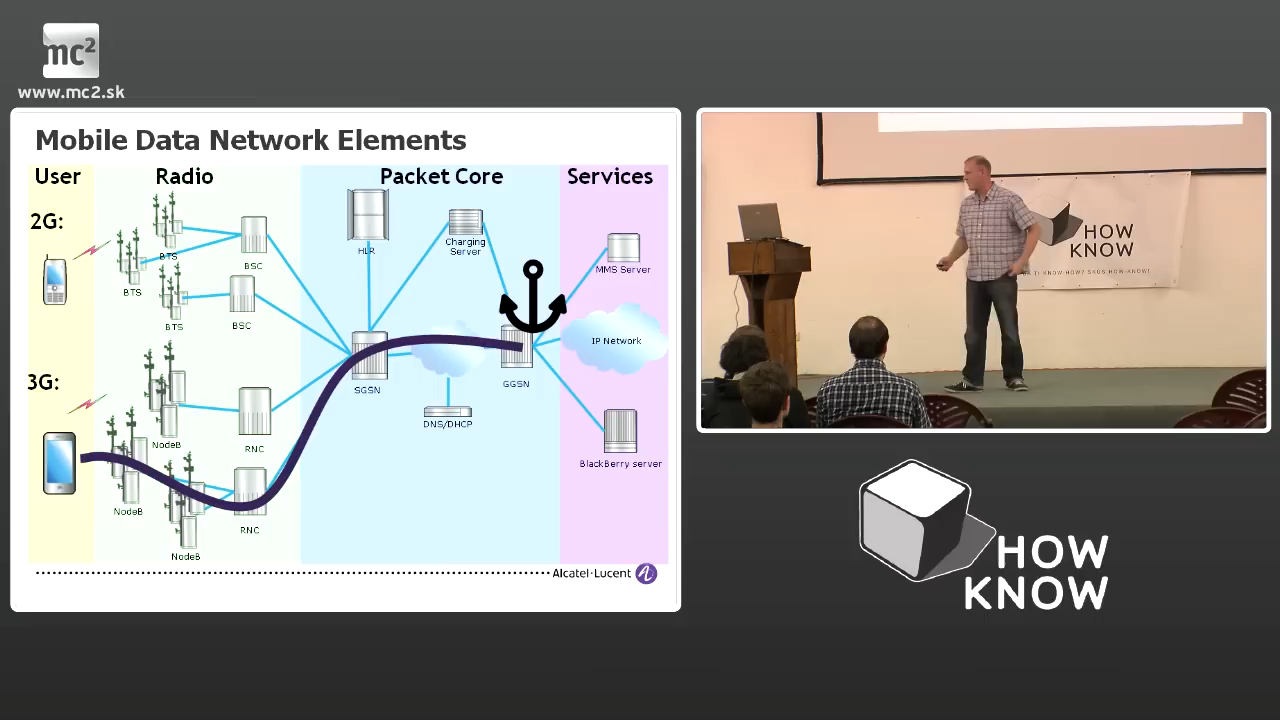 mc²
www.mc2.sk
Mobile Data Network Elements
User
Radio
Packet Core
Services
2G:
BTS
BTS
BTS
BSC
BSC
HLR
Charging
Server
MMS Server
IP Network
SGSN
GGSN
DNS/DHCP
3G:
NodeB
NodeB
NodeB
RNC
RNC
BlackBerry server
Alcatel·Lucent
HOW
KNOW
HOW
KNOW